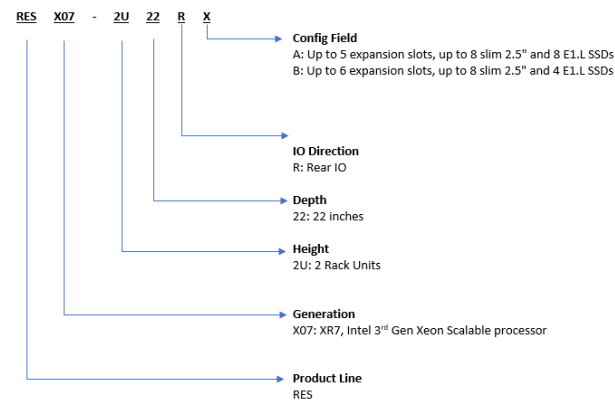 RES X07 - 2U 22 R X
Config Field
A: Up to 5 expansion slots, up to 8 slim 2.5" and 8 E1.L SSDs
B: Up to 6 expansion slots, up to 8 slim 2.5" and 4 E1.L SSDs
IO Direction
R: Rear IO
Depth
22: 22 inches
Height
2U: 2 Rack Units
Generation
X07: XR7, Intel 3rd Gen Xeon Scalable processor
Product Line
RES